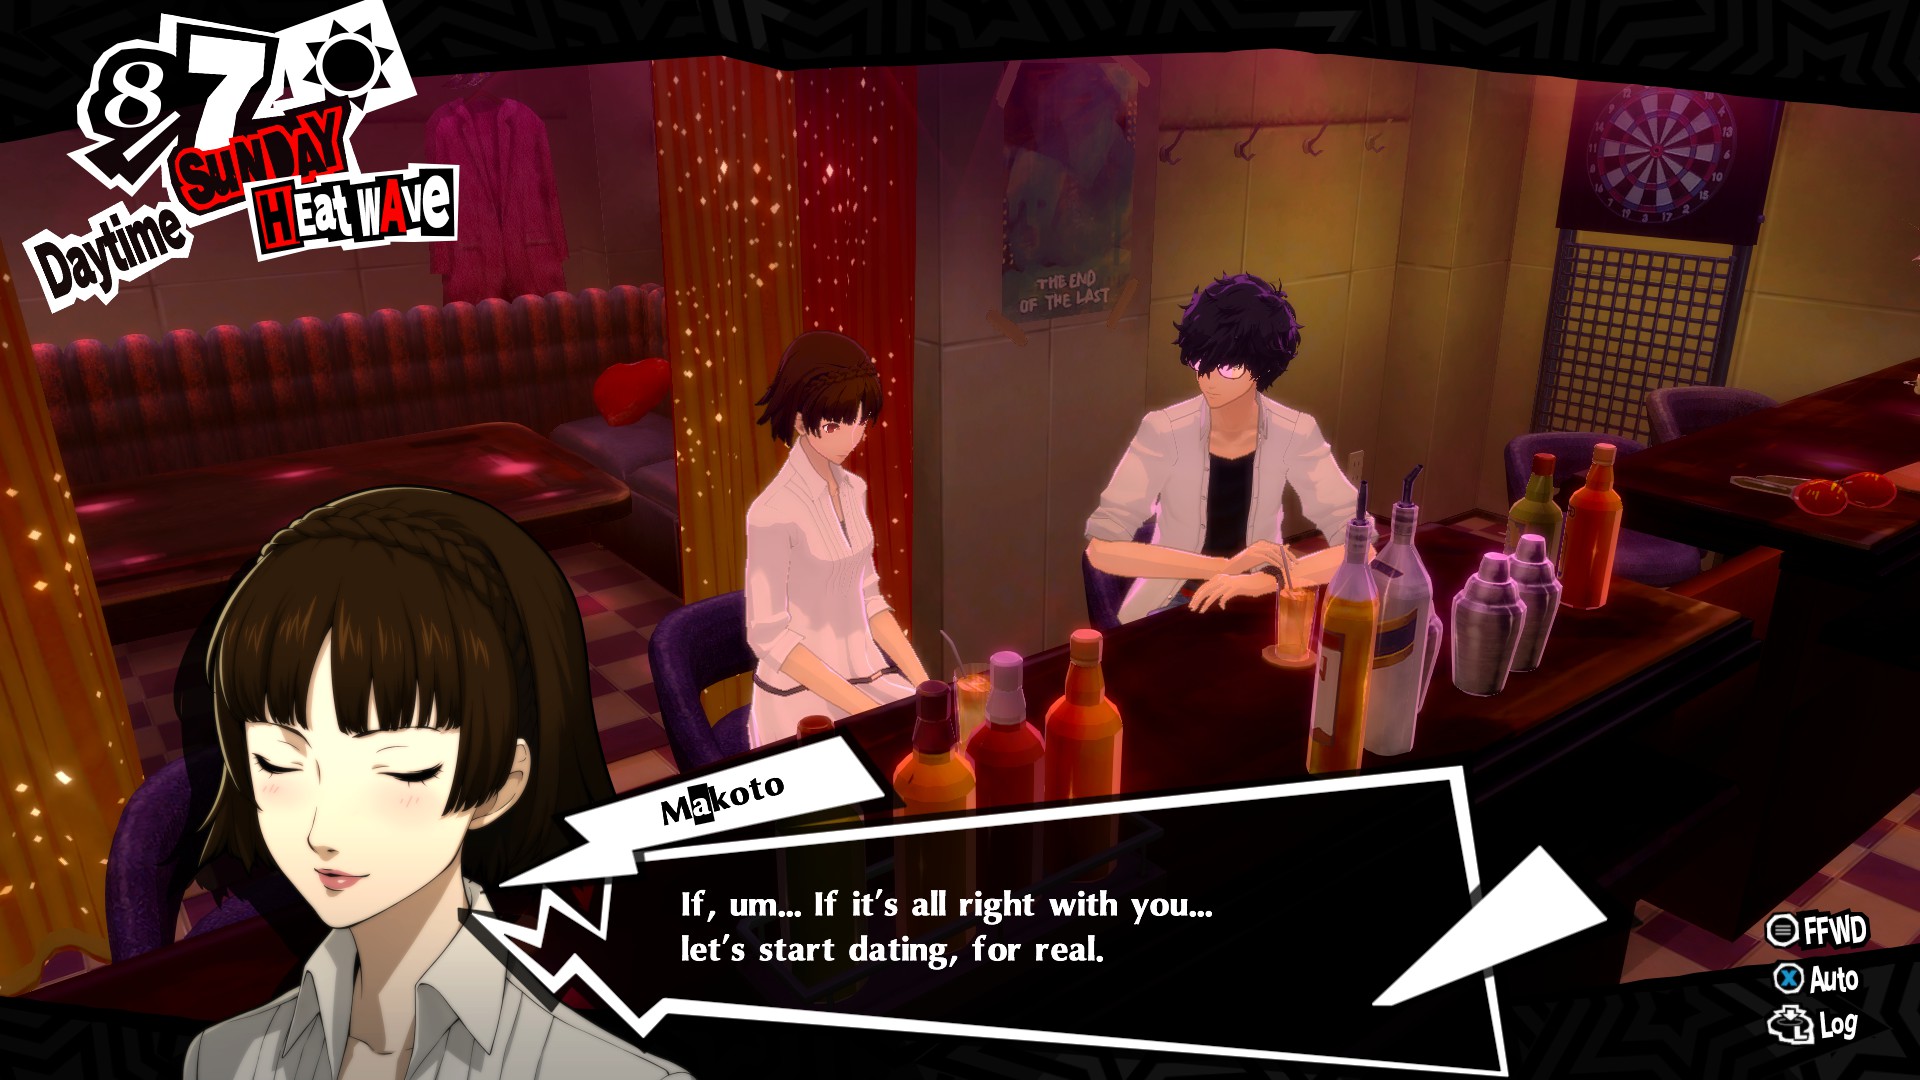 8/7
SUNDAY
Daytime
HEat wAve
THE END
OF THE LAST
Makoto
If, um... If it's all right with you...
let's start dating, for real.
FFWD
X Auto
L Log